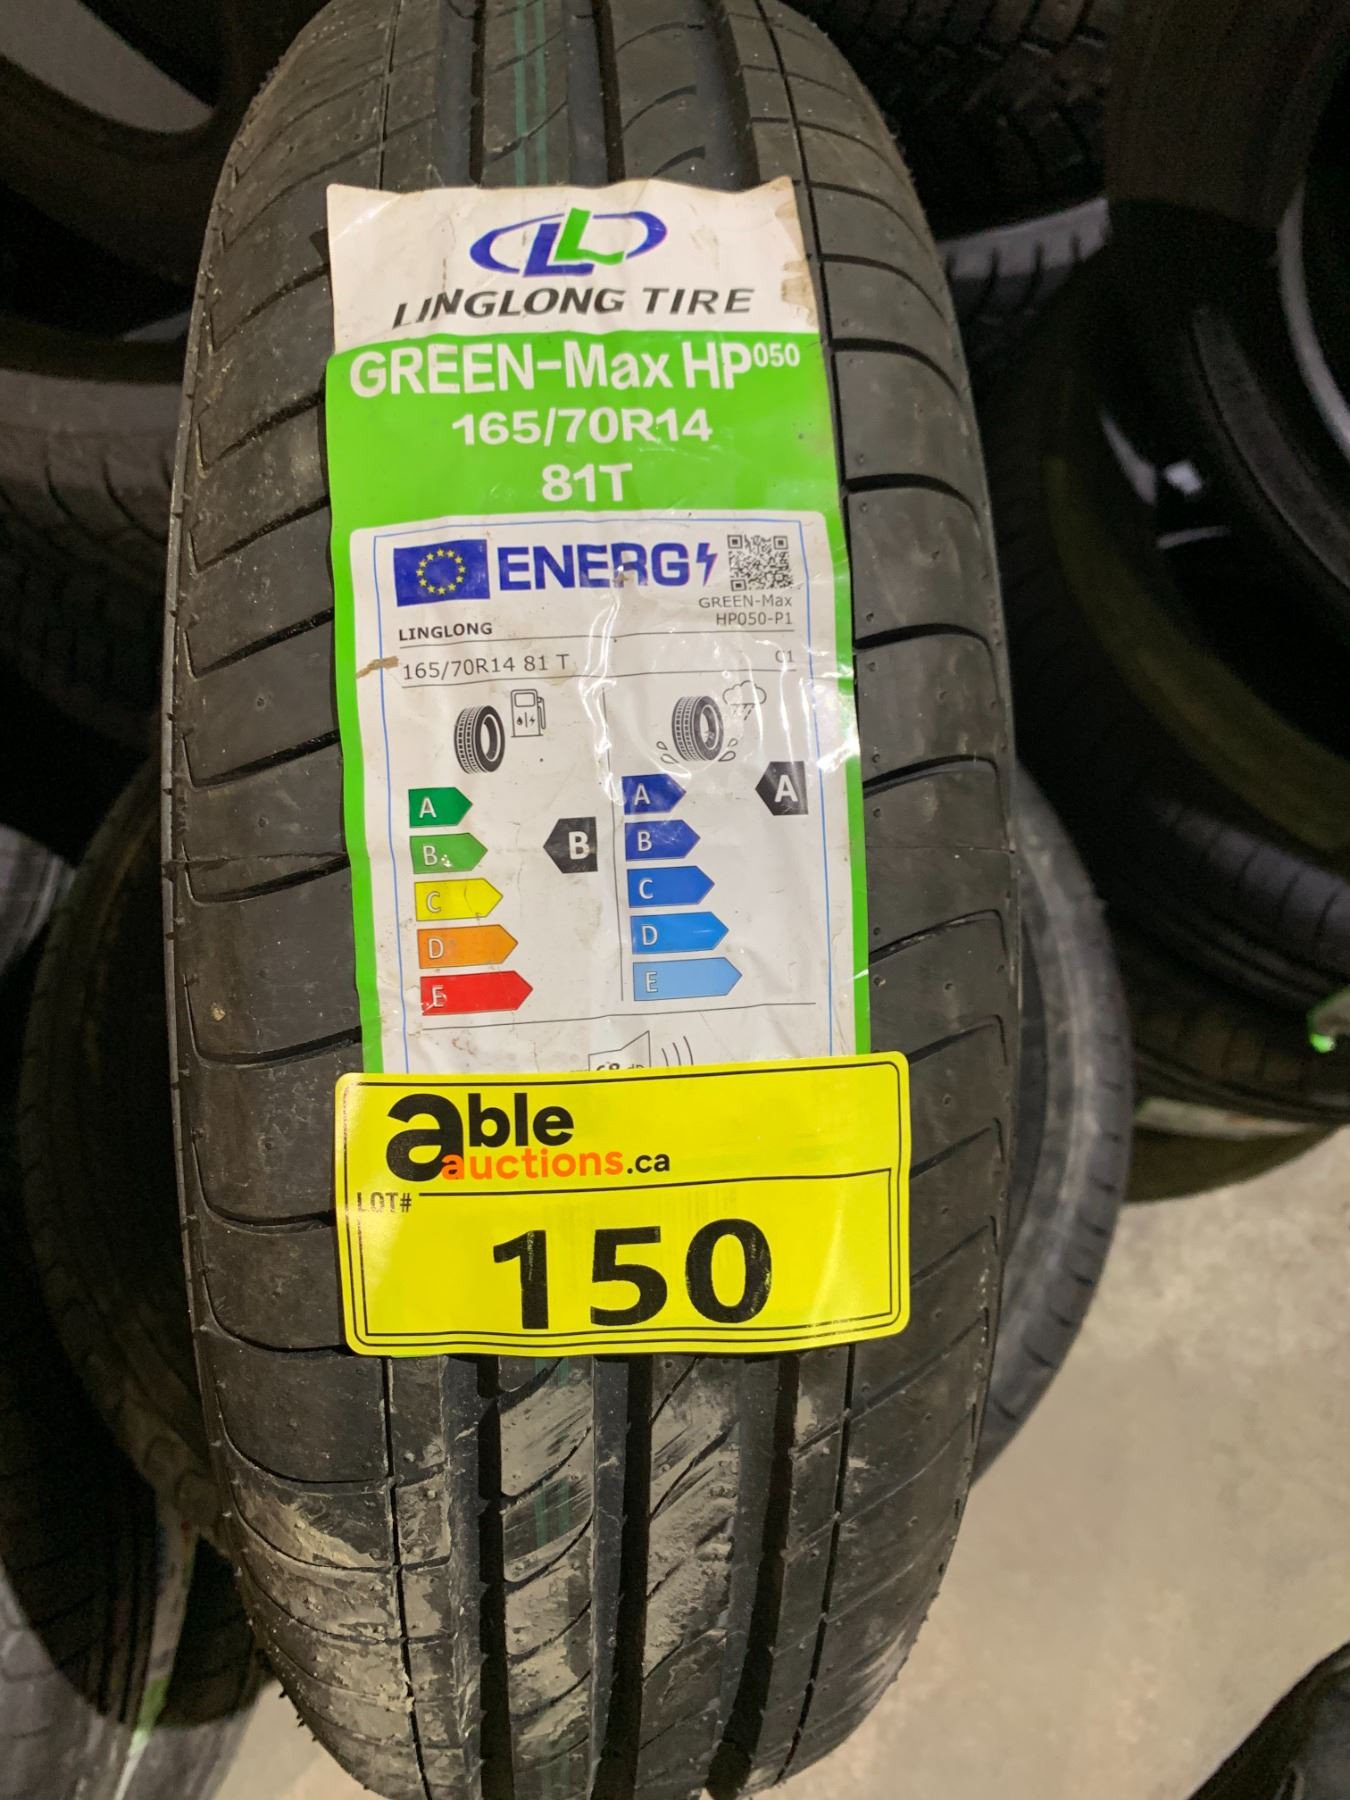 LINGLONG TIRE
GREEN-Max HP050
165/70R14
81T
ENERG
GREEN-Max
HP050-P1
LINGLONG
165/70R14 81 T
C1
A
B
C
D
E
B
A
B
C
D
E
A
able
auctions.ca
LOT#
150